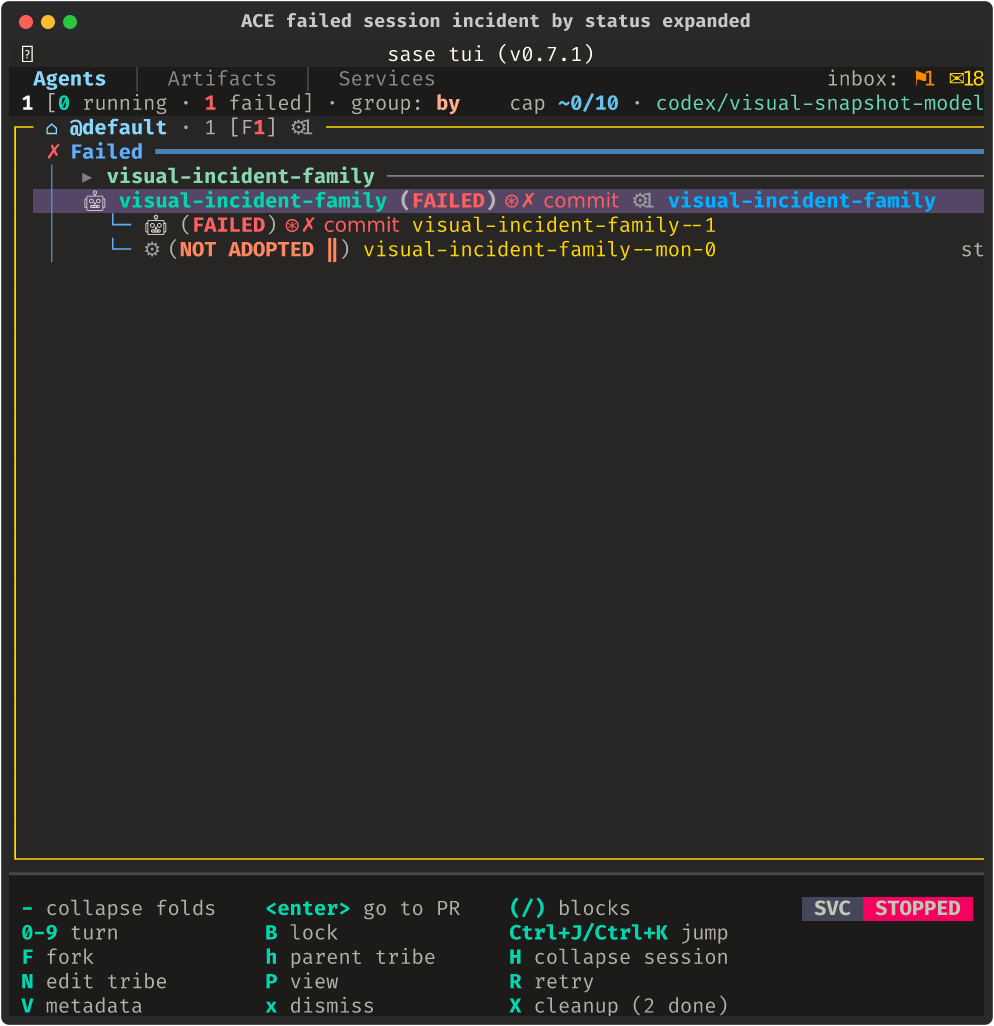 ACE failed session incident by status expanded
sase tui (v0.7.1)
Agents │ Artifacts │ Services inbox: ⚑1 ✉18
1 [0 running · 1 failed] · group: by cap ~0/10 · codex/visual-snapshot-model
⌂ @default · 1 [F1] ⚙1
✗ Failed
▸ visual-incident-family
🤖 visual-incident-family (FAILED) ⊛✗ commit ⚙1 visual-incident-family
└─ 🤖 (FAILED) ⊛✗ commit visual-incident-family--1
└─ ⚙ (NOT ADOPTED ‖) visual-incident-family--mon-0 st
- collapse folds <enter> go to PR (/) blocks SVC STOPPED
0-9 turn B lock Ctrl+J/Ctrl+K jump
F fork h parent tribe H collapse session
N edit tribe P view R retry
V metadata x dismiss X cleanup (2 done)